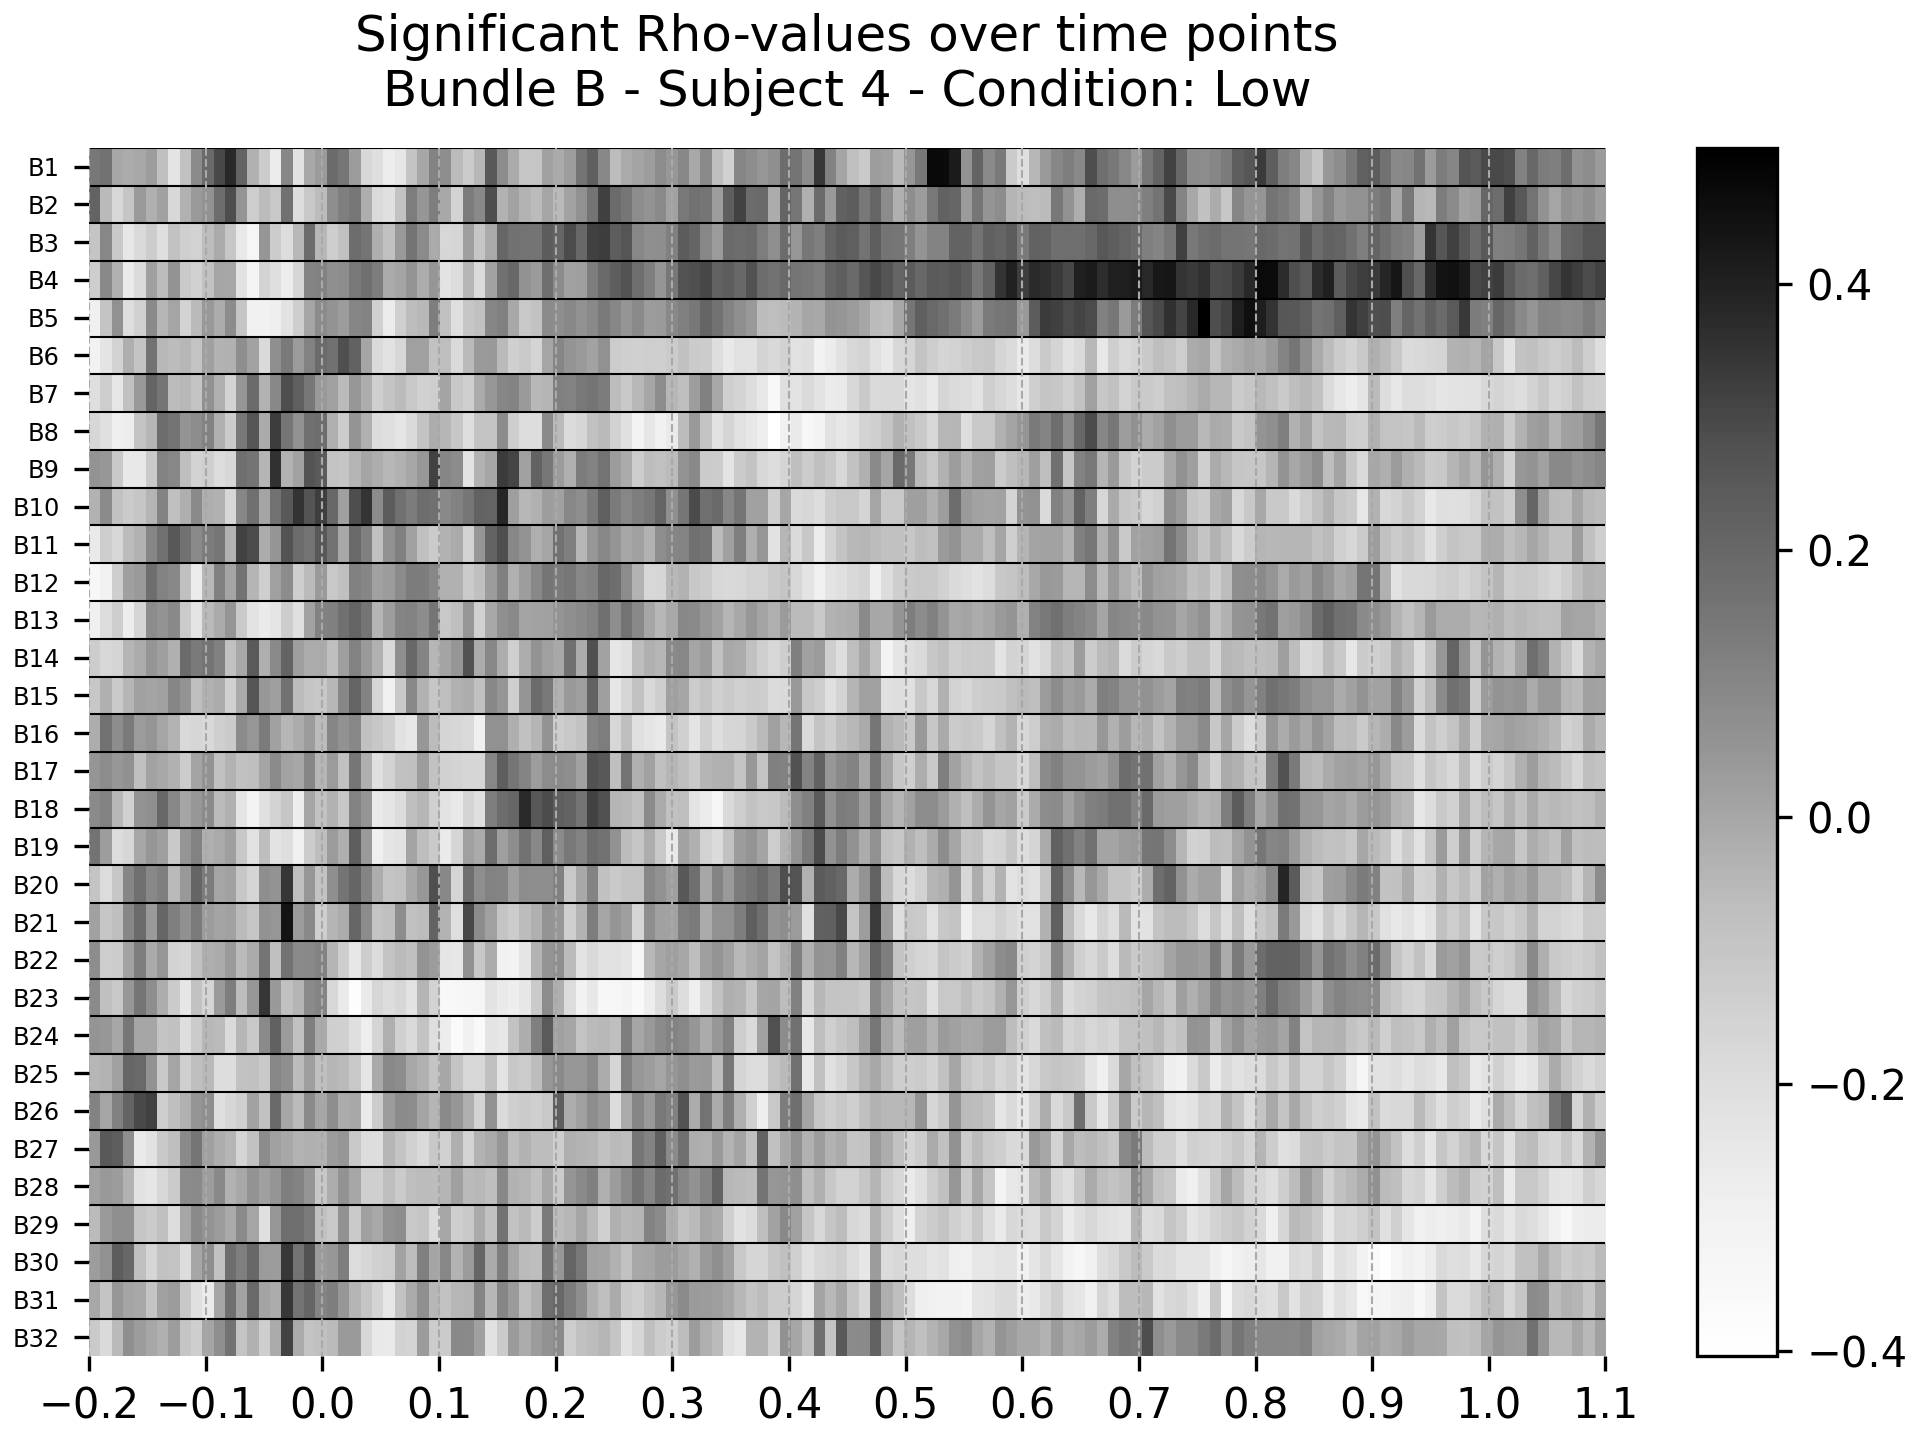 Significant Rho-values over time points
Bundle B - Subject 4 - Condition: Low
B1
B2
B3
B4
B5
B6
B7
B8
B9
B10
B11
B12
B13
B14
B15
B16
B17
B18
B19
B20
B21
B22
B23
B24
B25
B26
B27
B28
B29
B30
B31
B32
−0.2 −0.1 0.0 0.1 0.2 0.3 0.4 0.5 0.6 0.7 0.8 0.9 1.0 1.1
0.4
0.2
0.0
−0.2
−0.4